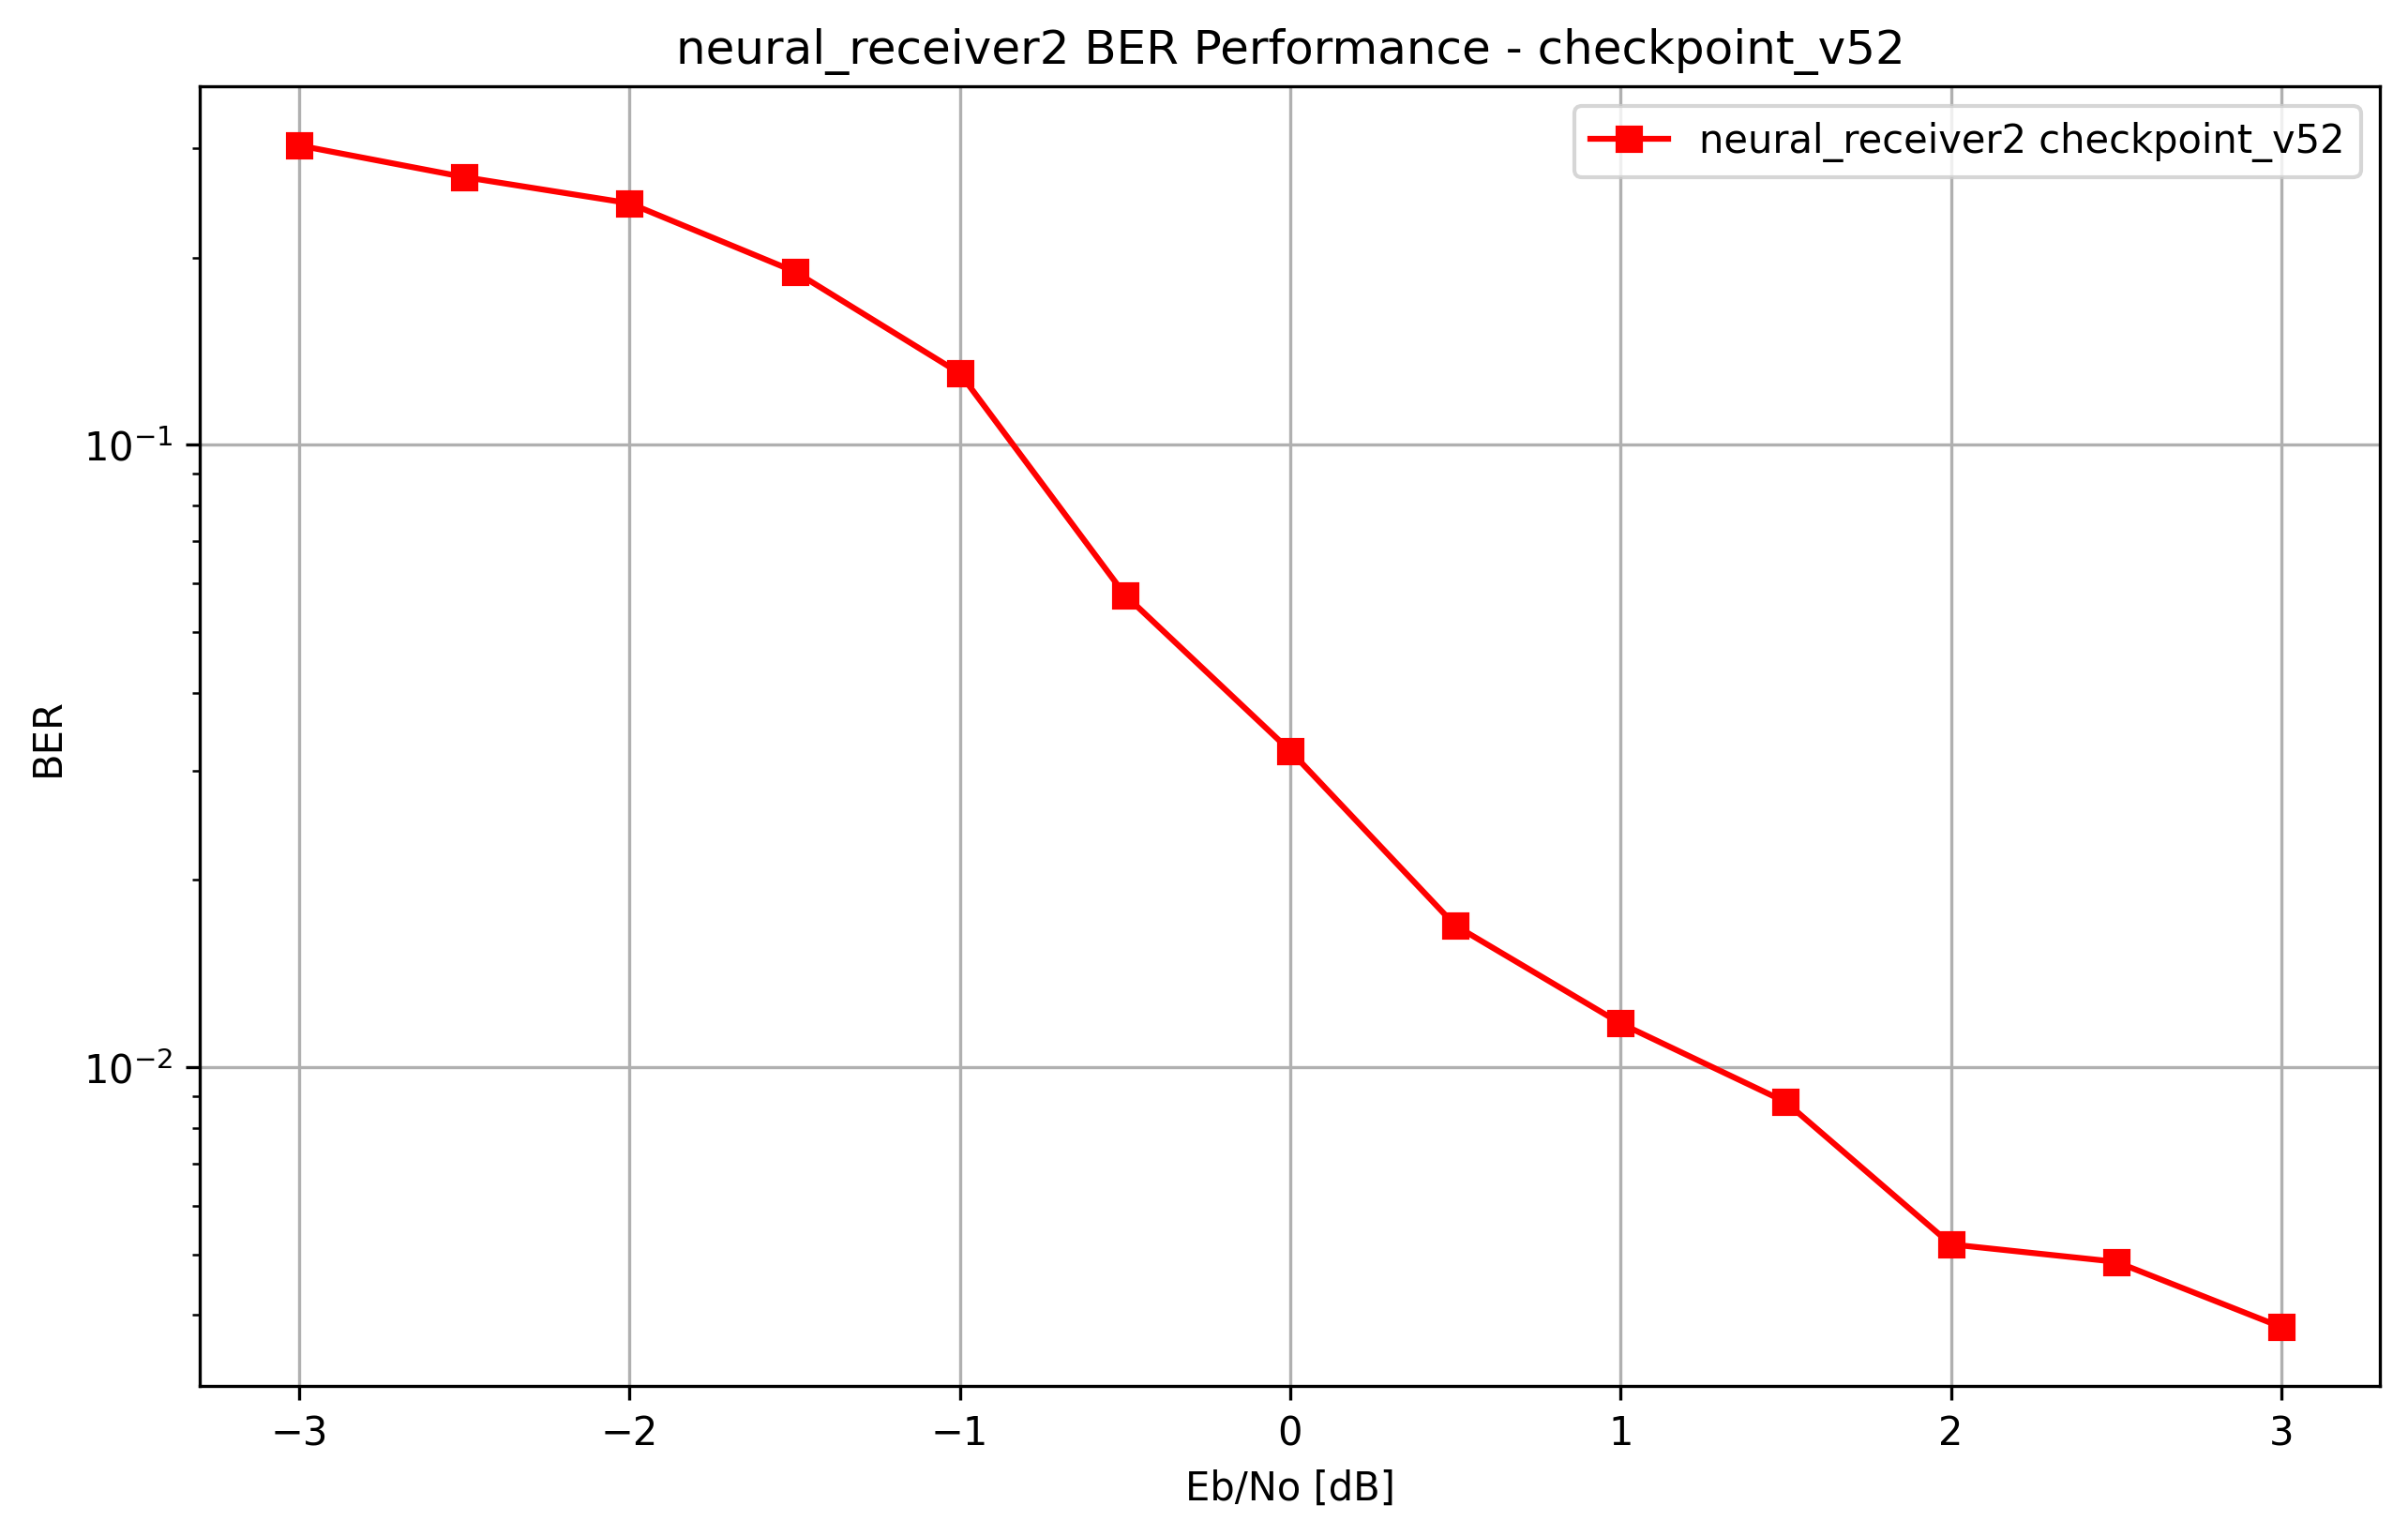 neural_receiver2 BER Performance - checkpoint_v52
neural_receiver2 checkpoint_v52
BER
10⁻¹
10⁻²
−3 −2 −1 0 1 2 3
Eb/No [dB]